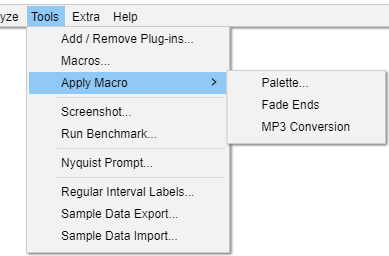 yze Tools Extra Help
Add / Remove Plug-ins...
Macros...
Apply Macro >
Palette...
Fade Ends
MP3 Conversion
Screenshot...
Run Benchmark...
Nyquist Prompt...
Regular Interval Labels...
Sample Data Export...
Sample Data Import...